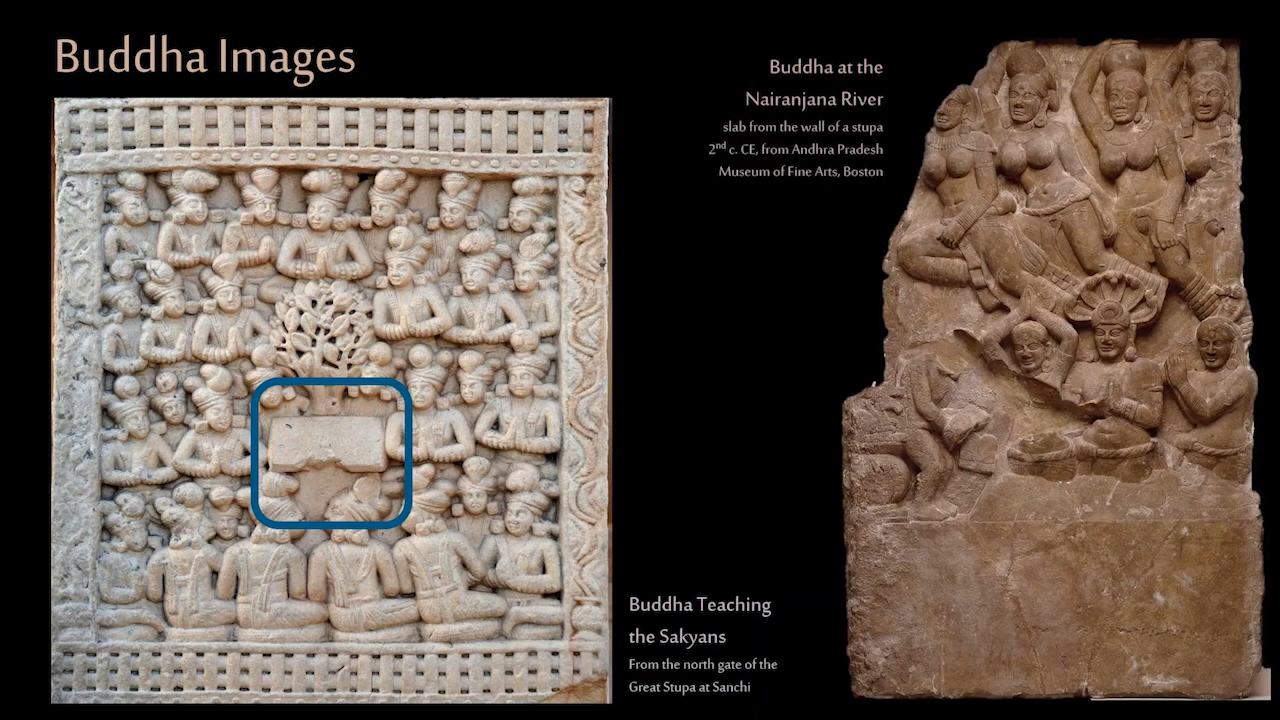 Buddha Images
Buddha at the
Nairanjana River
slab from the wall of a stupa
2nd c. CE, from Andhra Pradesh
Museum of Fine Arts, Boston
Buddha Teaching
the Sakyans
From the north gate of the
Great Stupa at Sanchi